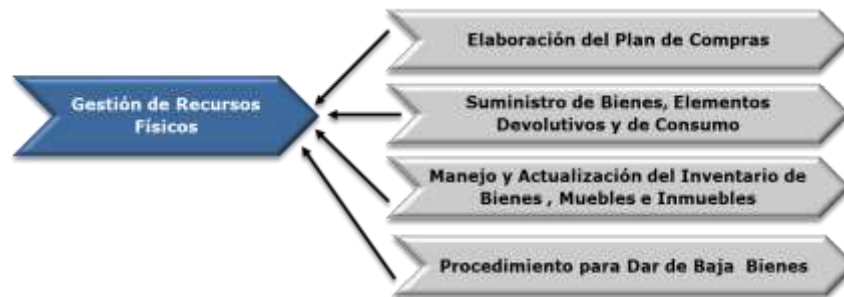 Gestión de Recursos
Físicos
Elaboración del Plan de Compras
Suministro de Bienes, Elementos
Devolutivos y de Consumo
Manejo y Actualización del Inventario de
Bienes , Muebles e Inmuebles
Procedimiento para Dar de Baja  Bienes